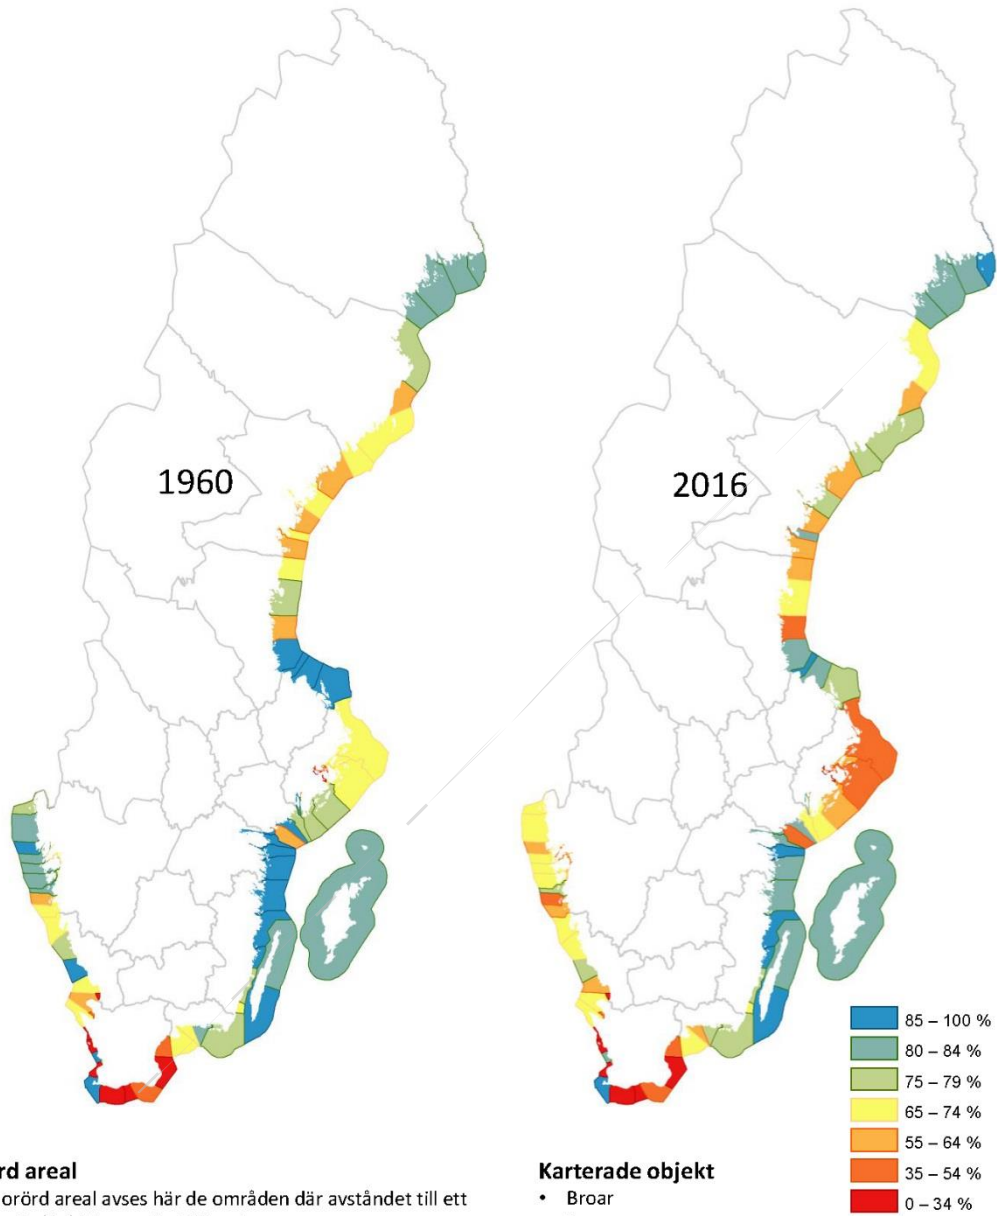 1960
2016
85 – 100 %
80 – 84 %
75 – 79 %
65 – 74 %
55 – 64 %
35 – 54 %
0 – 34 %
areal
orörd areal avses här de områden där avståndet till ett
Karterade objekt
• Broar